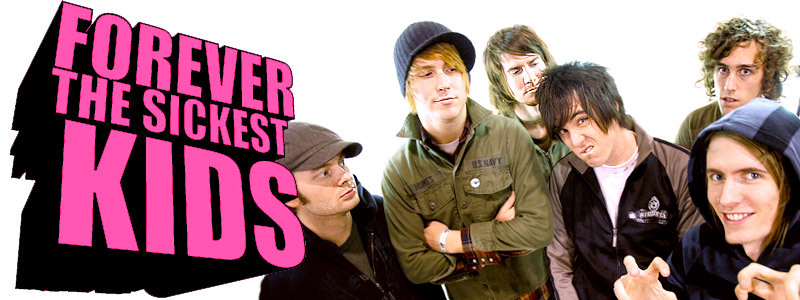 FOREVER
THE SICKEST
KIDS
U.S. NAVY